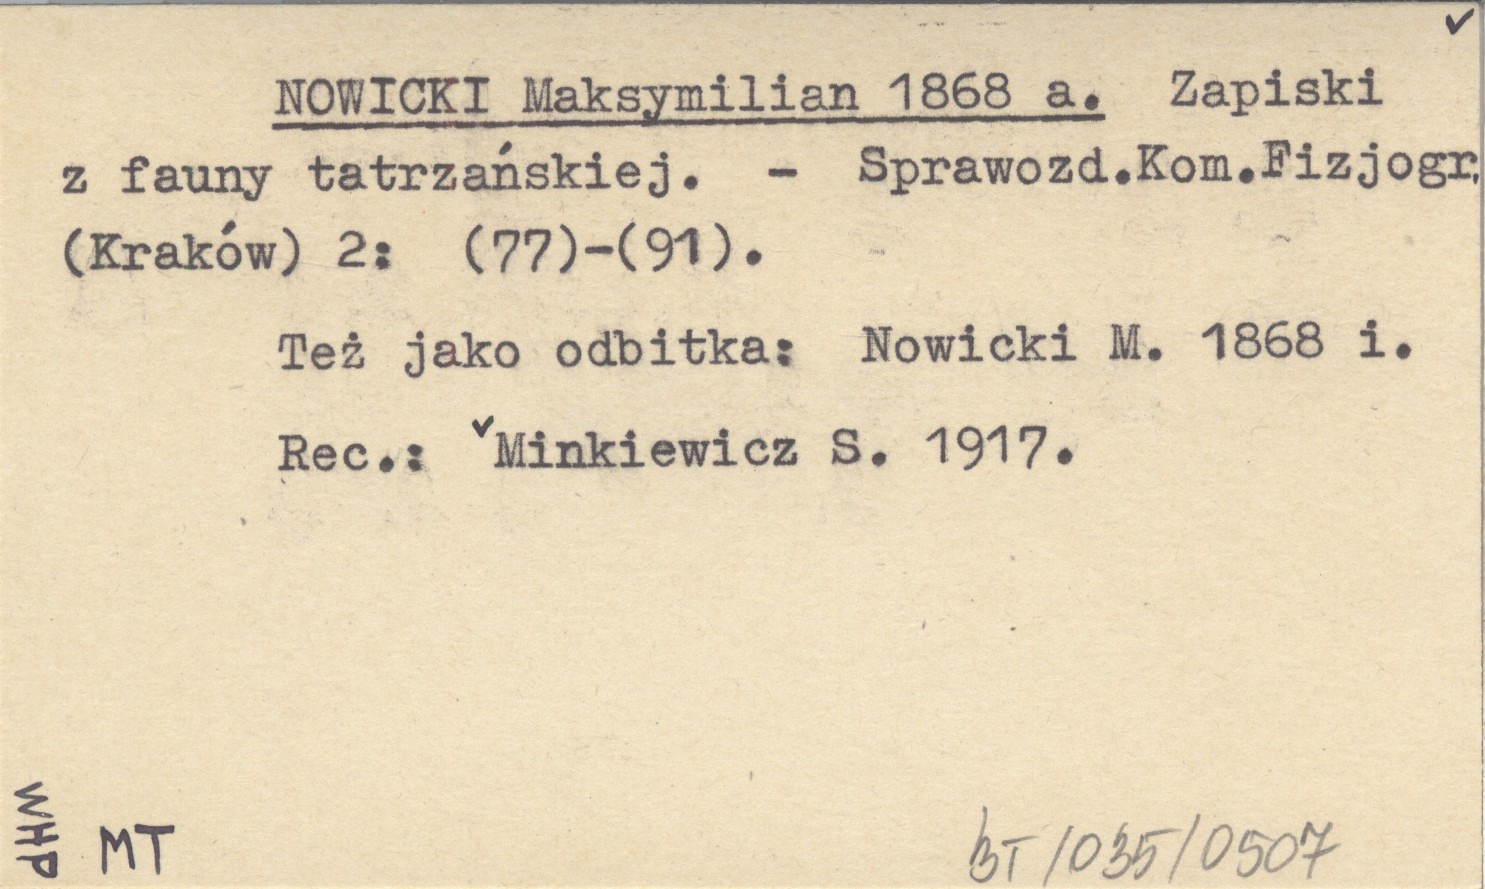 ✓
NOWICKI Maksymilian 1868 a. Zapiski
z fauny tatrzańskiej. - Sprawozd.Kom.Fizjogr.
(Kraków) 2: (77)-(91).
Też jako odbitka: Nowicki M. 1868 i.
Rec.: ✓Minkiewicz S. 1917.
WHP
MT
BT/035/0507